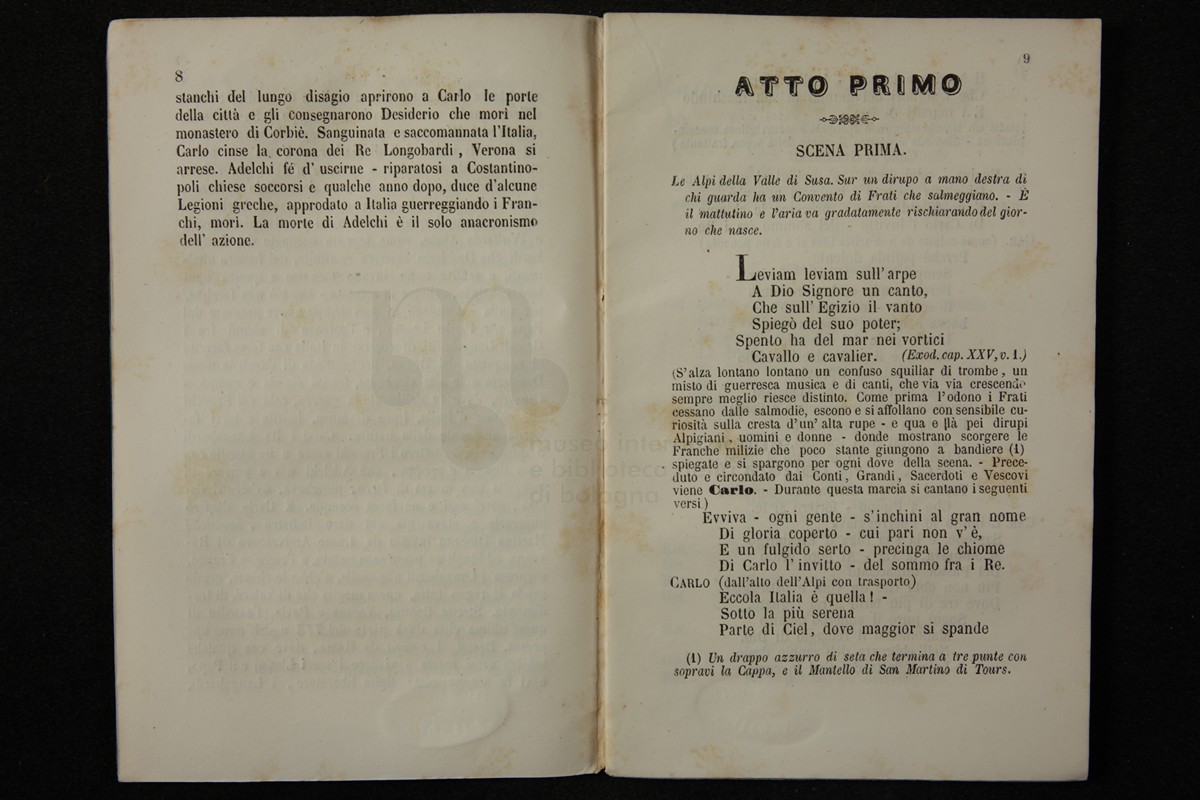 8
stanchi del lungo disagio aprirono a Carlo le porte
della città e gli consegnarono Desiderio che morì nel
monastero di Corbiè. Sanguinata e saccomannata l'Italia,
Carlo cinse la corona dei Re Longobardi, Verona si
arrese. Adelchi fé d'uscirne - riparatosi a Costantino-
poli chiese soccorsi e qualche anno dopo, duce d'alcune
Legioni greche, approdato a Italia guerreggiando i Fran-
chi, morì. La morte di Adelchi è il solo anacronismo
dell'azione.
museo inter
e biblioteca
di bologna
9
ATTO PRIMO
SCENA PRIMA.
Le Alpi della Valle di Susa. Sur un dirupo a mano destra di
chi guarda ha un Convento di Frati che salmeggiano. - È
il mattutino e l'aria va gradatamente rischiarando del gior-
no che nasce.
Leviam leviam sull'arpe
A Dio Signore un canto,
Che sull'Egizio il vanto
Spiegò del suo poter;
Spento ha del mar nei vortici
Cavallo e cavalier. (Exod. cap. XXV, v. 1.)
(S'alza lontano lontano un confuso squillar di trombe, un
misto di guerresca musica e di canti, che via via crescendo
sempre meglio riesce distinto. Come prima l'odono i Frati
cessano dalle salmodie, escono e si affollano con sensibile cu-
riosità sulla cresta d'un'alta rupe - e qua e là pei dirupi
Alpigiani, uomini e donne - donde mostrano scorgere le
Franche milizie che poco stante giungono a bandiere (1)
spiegate e si spargono per ogni dove della scena. - Prece-
duto e circondato dai Conti, Grandi, Sacerdoti e Vescovi
viene Carlo. - Durante questa marcia si cantano i seguenti
versi)
Evviva - ogni gente - s'inchini al gran nome
Di gloria coperto - cui pari non v'è,
E un fulgido serto - precinga le chiome
Di Carlo l'invitto - del sommo fra i Re.
CARLO (dall'alto dell'Alpi con trasporto)
Eccola Italia è quella! -
Sotto la più serena
Parte di Ciel, dove maggior si spande
(1) Un drappo azzurro di seta che termina a tre punte con
sopravi la Cappa, e il Mantello di San Martino di Tours.